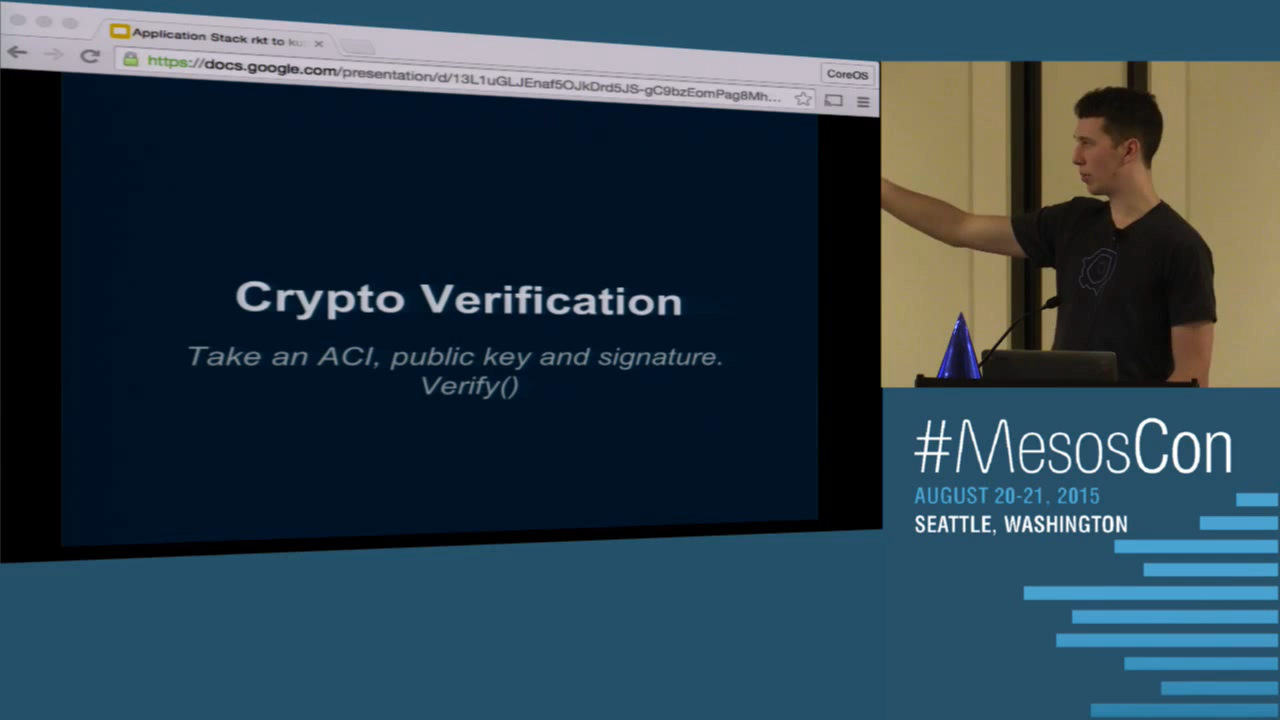 Application Stack rkt to ku
https://docs.google.com/presentation/d/13L1uGLJEnaf5OJkDrd5JS-gC9bzEomPag8Mh...
CoreOS
Crypto Verification
Take an ACI, public key and signature.
Verify()
#MesosCon
AUGUST 20-21, 2015
SEATTLE, WASHINGTON